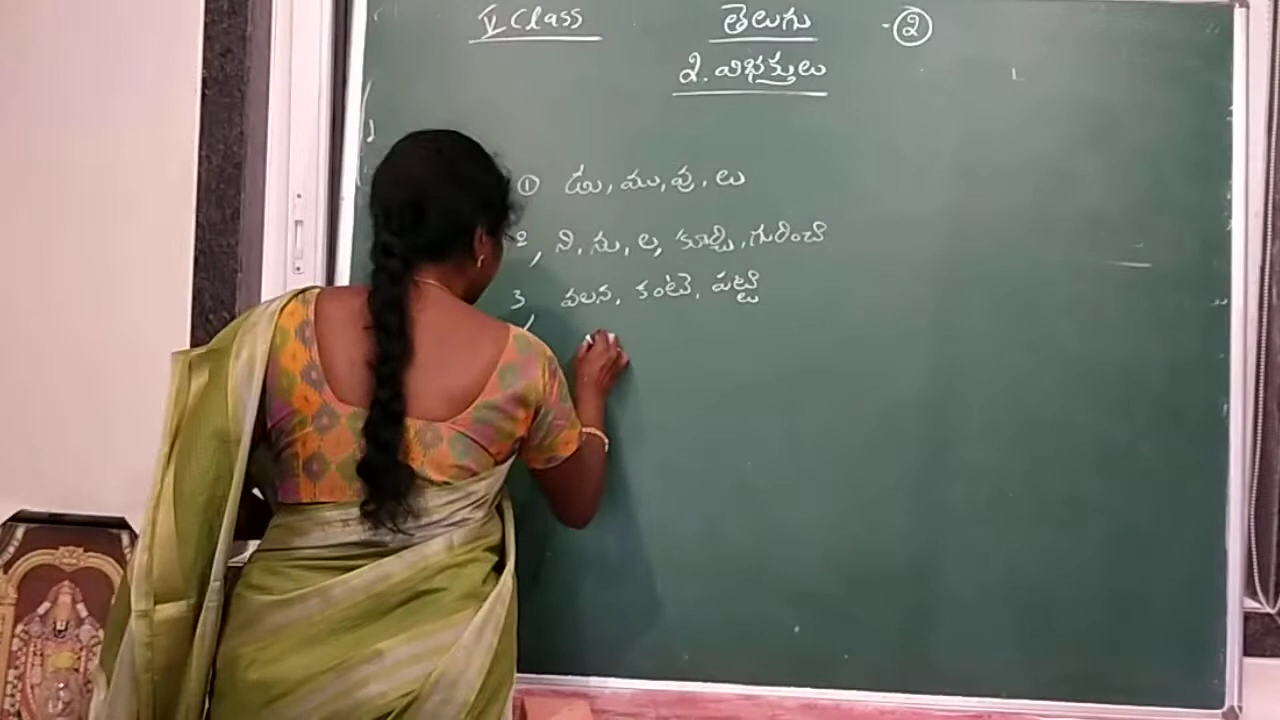 V Class తెలుగు - ②
2. విభక్తులు
① డు, ము, వు, లు
2, ని, ను, ల, కూర్చి, గురించి
3, వలన, కంటె, పట్టి